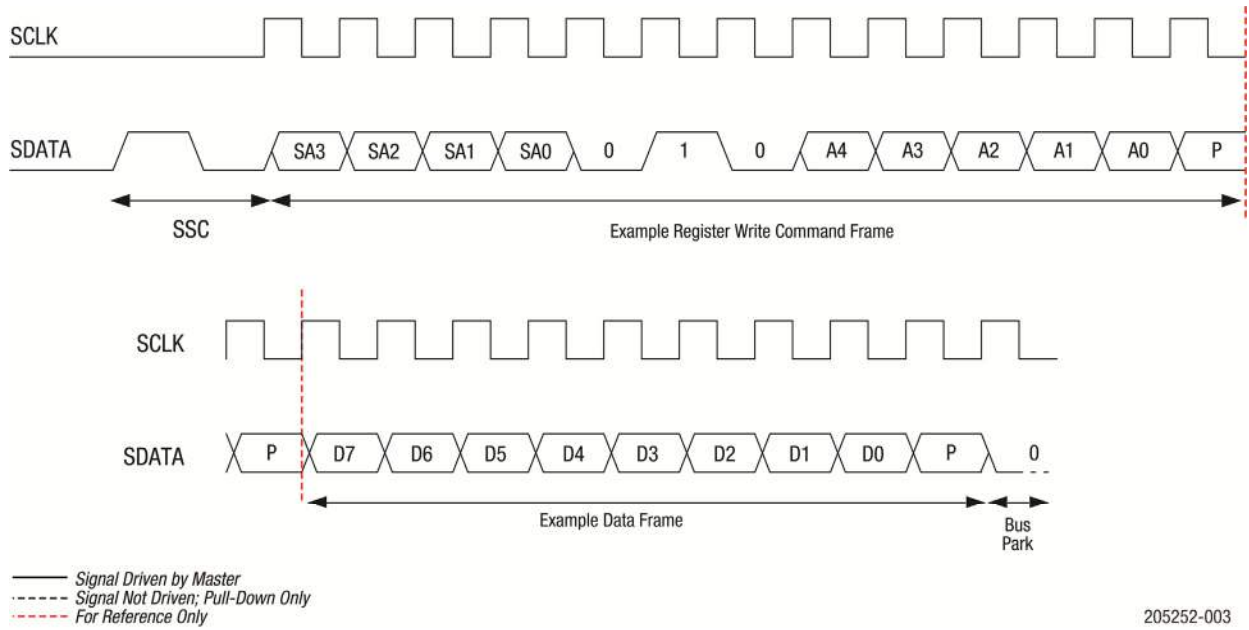 SCLK
SDATA SA3 SA2 SA1 SA0 0 1 0 A4 A3 A2 A1 A0 P
SSC
Example Register Write Command Frame
SCLK
SDATA P D7 D6 D5 D4 D3 D2 D1 D0 P 0
Example Data Frame
Bus
Park
Signal Driven by Master
Signal Not Driven; Pull-Down Only
For Reference Only
205252-003